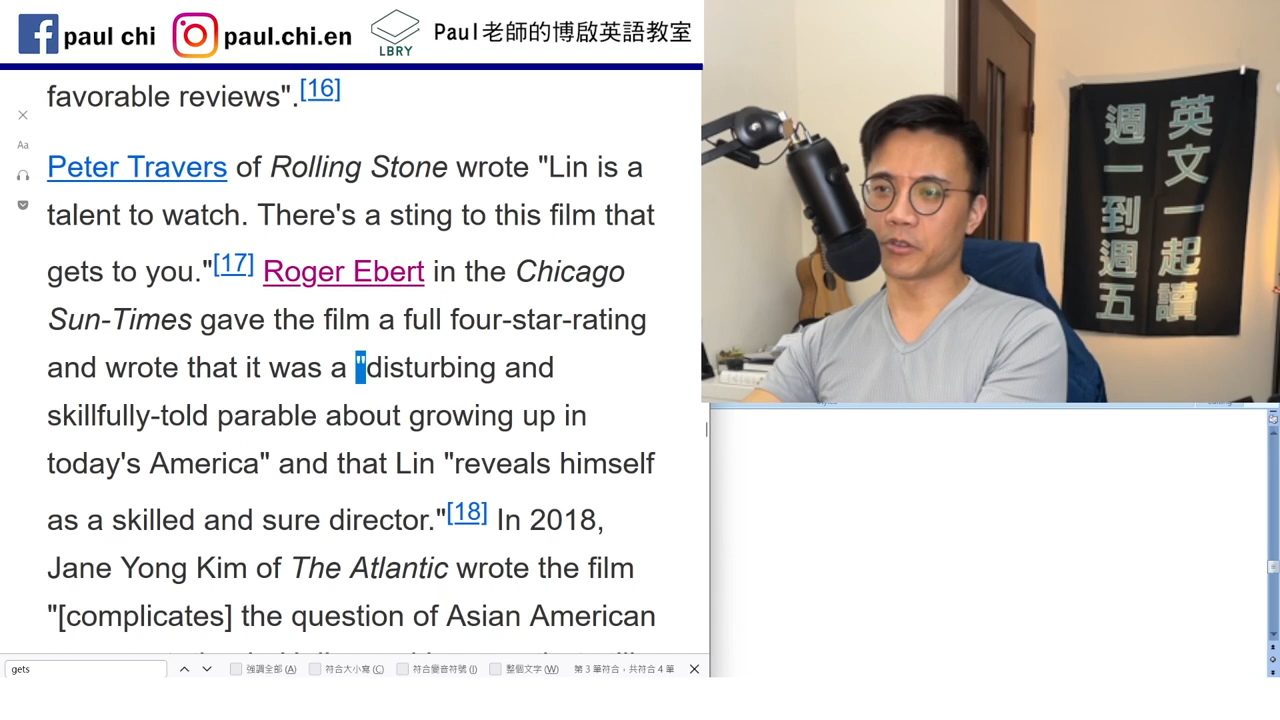 paul chi
paul.chi.en
LBRY
Paul老師的博啟英語教室
favorable reviews".[16]
Aa
Peter Travers of Rolling Stone wrote "Lin is a
talent to watch. There's a sting to this film that
gets to you."[17] Roger Ebert in the Chicago
Sun-Times gave the film a full four-star-rating
and wrote that it was a "disturbing and
skillfully-told parable about growing up in
today's America" and that Lin "reveals himself
as a skilled and sure director."[18] In 2018,
Jane Yong Kim of The Atlantic wrote the film
"[complicates] the question of Asian American
gets
強調全部 (A)
符合大小寫 (C)
符合變音符號 (I)
整個文字 (W)
第 3 筆符合，共符合 4 筆
英文一起讀
週一到週五